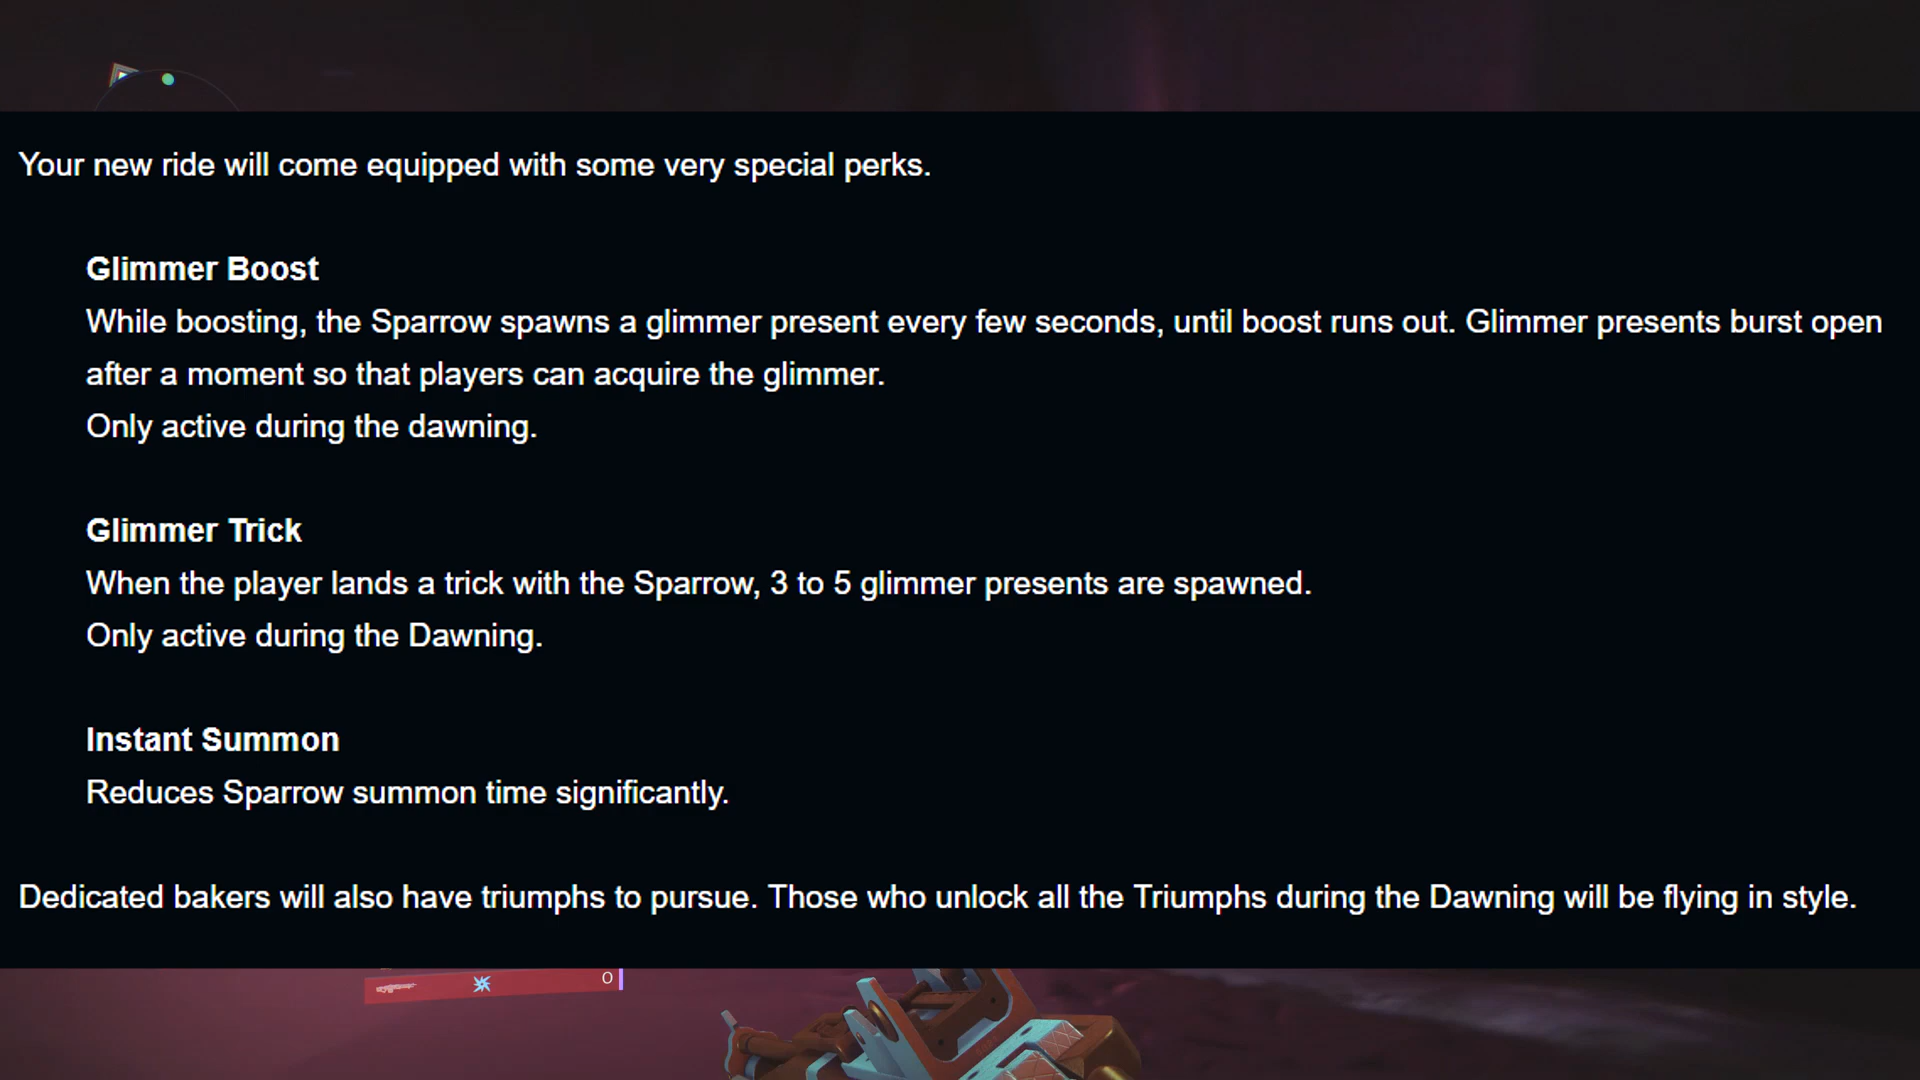 Your new ride will come equipped with some very special perks.
Glimmer Boost
While boosting, the Sparrow spawns a glimmer present every few seconds, until boost runs out. Glimmer presents burst open
after a moment so that players can acquire the glimmer.
Only active during the dawning.
Glimmer Trick
When the player lands a trick with the Sparrow, 3 to 5 glimmer presents are spawned.
Only active during the Dawning.
Instant Summon
Reduces Sparrow summon time significantly.
Dedicated bakers will also have triumphs to pursue. Those who unlock all the Triumphs during the Dawning will be flying in style.
0